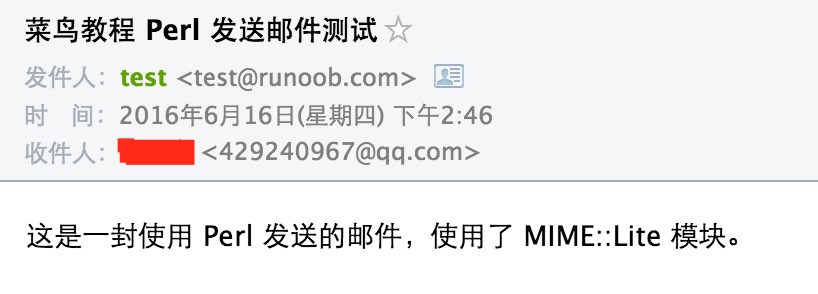 菜鸟教程 Perl 发送邮件测试
发件人：test <test@runoob.com>
时　间：2016年6月16日(星期四) 下午2:46
收件人： <429240967@qq.com>
这是一封使用 Perl 发送的邮件，使用了 MIME::Lite 模块。